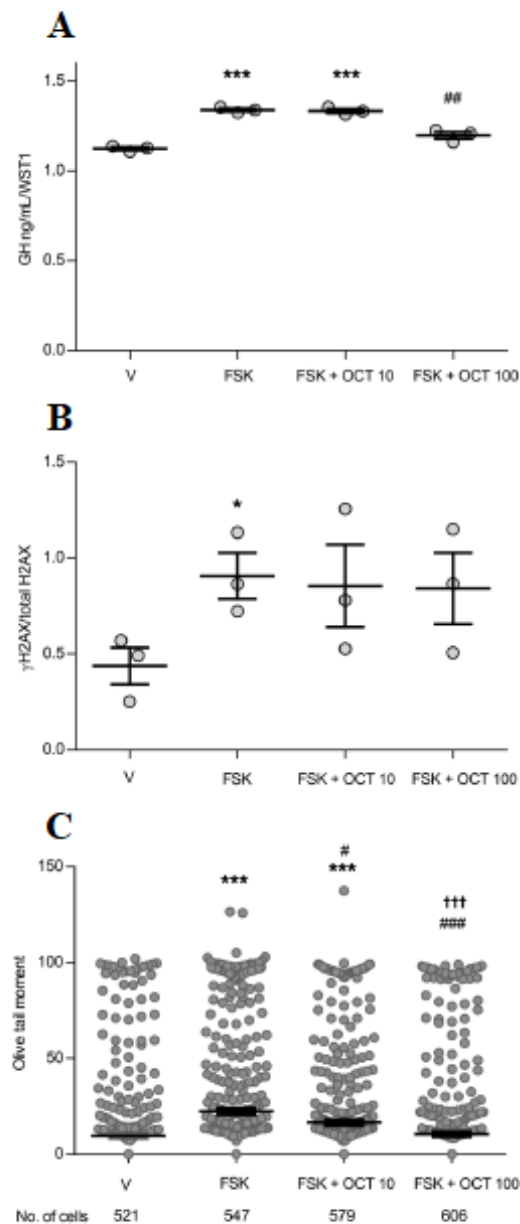 A
*** *** ##
1.5
1.0
0.5
0.0
GH ng/mL/WST1
V FSK FSK + OCT 10 FSK + OCT 100
B
*
1.5
1.0
0.5
0.0
γH2AX/total H2AX
V FSK FSK + OCT 10 FSK + OCT 100
C
150
#
*** *** †††
###
100
50
0
Olive tail moment
V FSK FSK + OCT 10 FSK + OCT 100
No. of cells 521 547 579 606